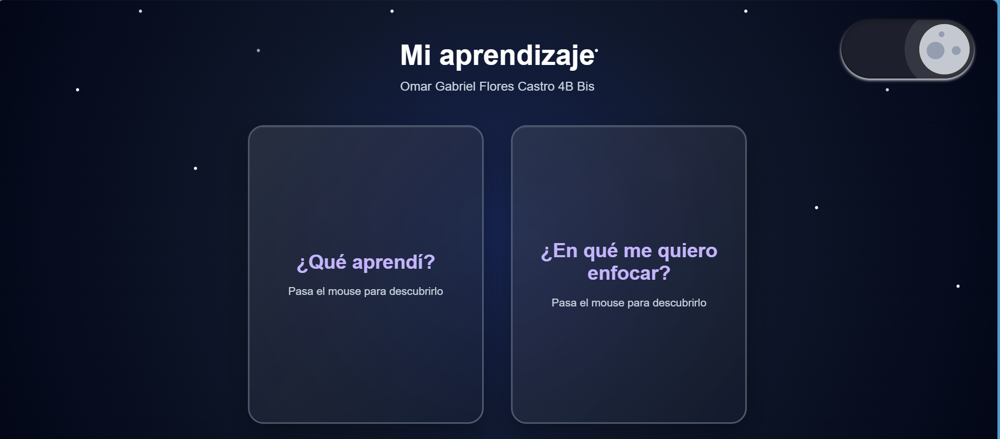 Mi aprendizaje
Omar Gabriel Flores Castro 4B Bis
¿Qué aprendí?
Pasa el mouse para descubrirlo
¿En qué me quiero
enfocar?
Pasa el mouse para descubrirlo